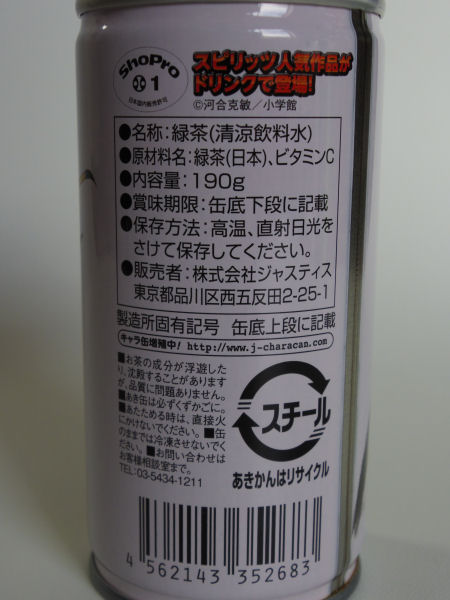 ShoPro
1
日本国内販売許可
スピリッツ人気作品が
ドリンクで登場!
©河合克敏/小学館
●名称:緑茶(清涼飲料水)
●原材料名:緑茶(日本)、ビタミンC
●内容量:190g
●賞味期限:缶底下段に記載
●保存方法:高温、直射日光を
さけて保存してください。
●販売者:株式会社ジャスティス
東京都品川区西五反田2-25-1
製造所固有記号 缶底上段に記載
キャラ缶増殖中! http://www.j-characan.com
■お茶の成分が浮遊した
り、沈殿することがあります
が、品質に問題ありません。
■あき缶は必ずくずかごに。
■あたためる時は、直接火
にかけないでください。■缶
のままでは冷凍させないでく
ださい。■お問い合わせは
お客様相談室まで。
03-5434-1211
スチール
あきかんはリサイクル
4 562143 352683